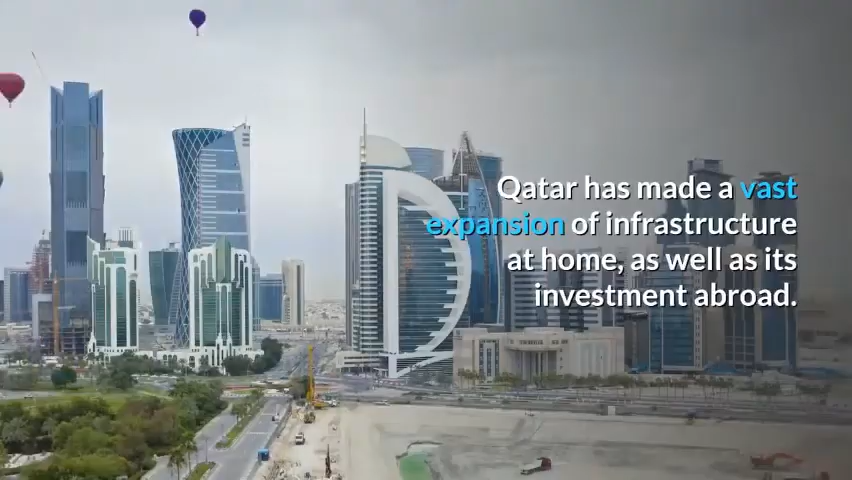 Qatar has made a vast
expansion of infrastructure
at home, as well as its
investment abroad.